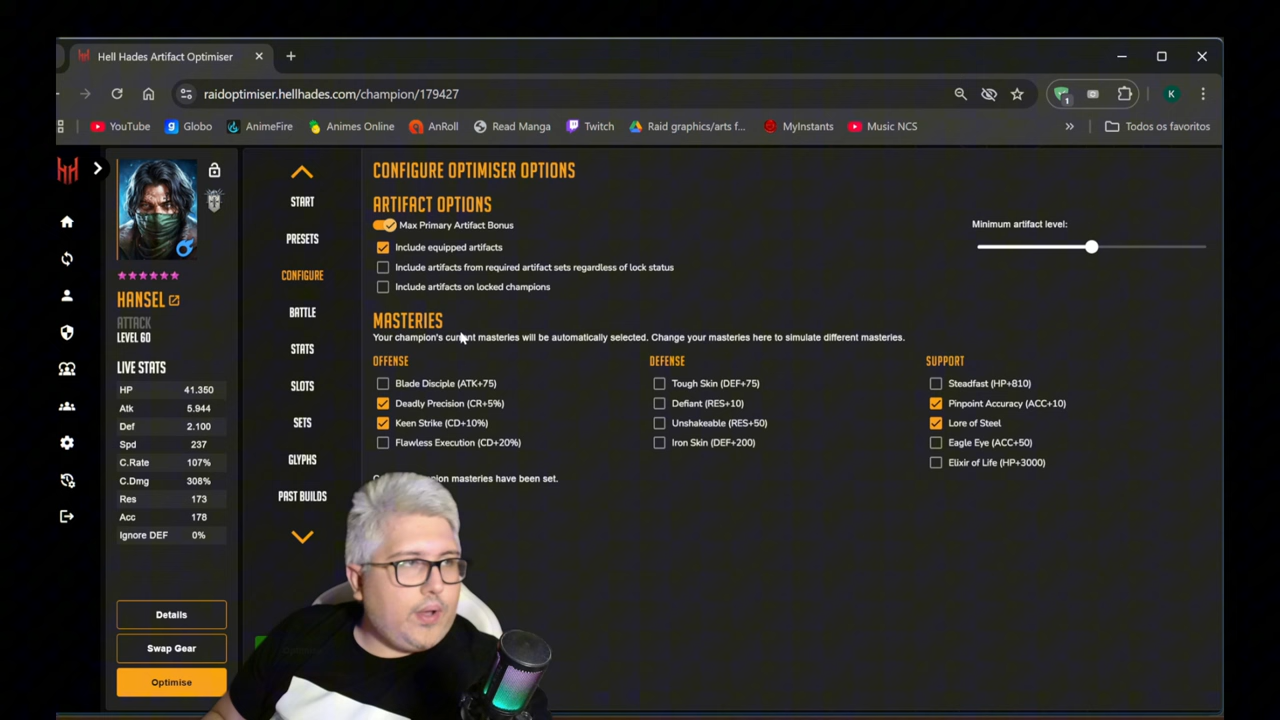 Hell Hades Artifact Optimiser
raidoptimiser.hellhades.com/champion/179427
1
K
YouTube
Globo
AnimeFire
Animes Online
AnRoll
Read Manga
Twitch
Raid graphics/arts f...
MyInstants
Music NCS
Todos os favoritos
HANSEL
ATTACK
LEVEL 60
LIVE STATS
HP 41.350
Atk 5.944
Def 2.100
Spd 237
C.Rate 107%
C.Dmg 308%
Res 173
Acc 178
Ignore DEF 0%
Details
Swap Gear
Optimise
START
PRESETS
CONFIGURE
BATTLE
STATS
SLOTS
SETS
GLYPHS
PAST BUILDS
CONFIGURE OPTIMISER OPTIONS
ARTIFACT OPTIONS
Max Primary Artifact Bonus
Include equipped artifacts
Include artifacts from required artifact sets regardless of lock status
Include artifacts on locked champions
Minimum artifact level:
MASTERIES
Your champion's current masteries will be automatically selected. Change your masteries here to simulate different masteries.
OFFENSE
Blade Disciple (ATK+75)
Deadly Precision (CR+5%)
Keen Strike (CD+10%)
Flawless Execution (CD+20%)
DEFENSE
Tough Skin (DEF+75)
Defiant (RES+10)
Unshakeable (RES+50)
Iron Skin (DEF+200)
SUPPORT
Steadfast (HP+810)
Pinpoint Accuracy (ACC+10)
Lore of Steel
Eagle Eye (ACC+50)
Elixir of Life (HP+3000)
masteries have been set.